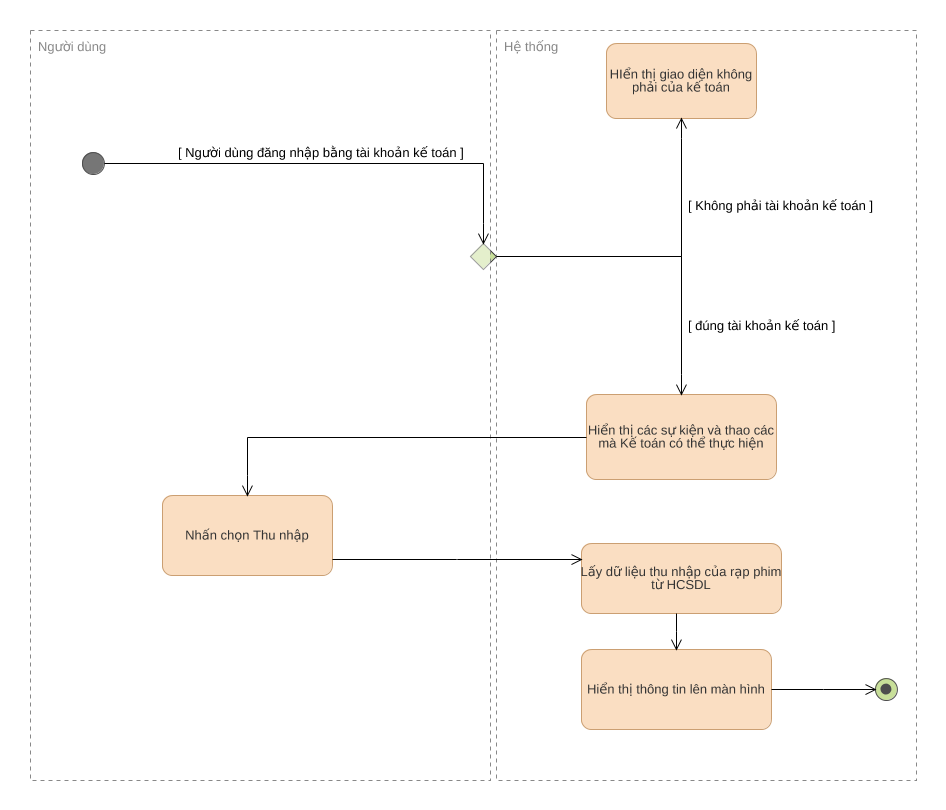 Người dùng
Hệ thống
HIển thị giao diện không
phải của kế toán
[ Người dùng đăng nhập bằng tài khoản kế toán ]
[ Không phải tài khoản kế toán ]
[ đúng tài khoản kế toán ]
Hiển thị các sự kiện và thao các
mà Kế toán có thể thực hiện
Nhấn chọn Thu nhập
Lấy dữ liệu thu nhập của rạp phim
từ HCSDL
Hiển thị thông tin lên màn hình